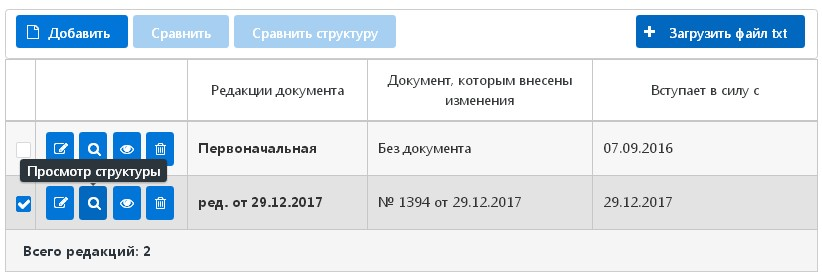 Добавить Сравнить Сравнить структуру Загрузить файл txt
Редакции документа Документ, которым внесены изменения Вступает в силу с
Первоначальная Без документа 07.09.2016
Просмотр структуры
ред. от 29.12.2017 № 1394 от 29.12.2017 29.12.2017
Всего редакций: 2